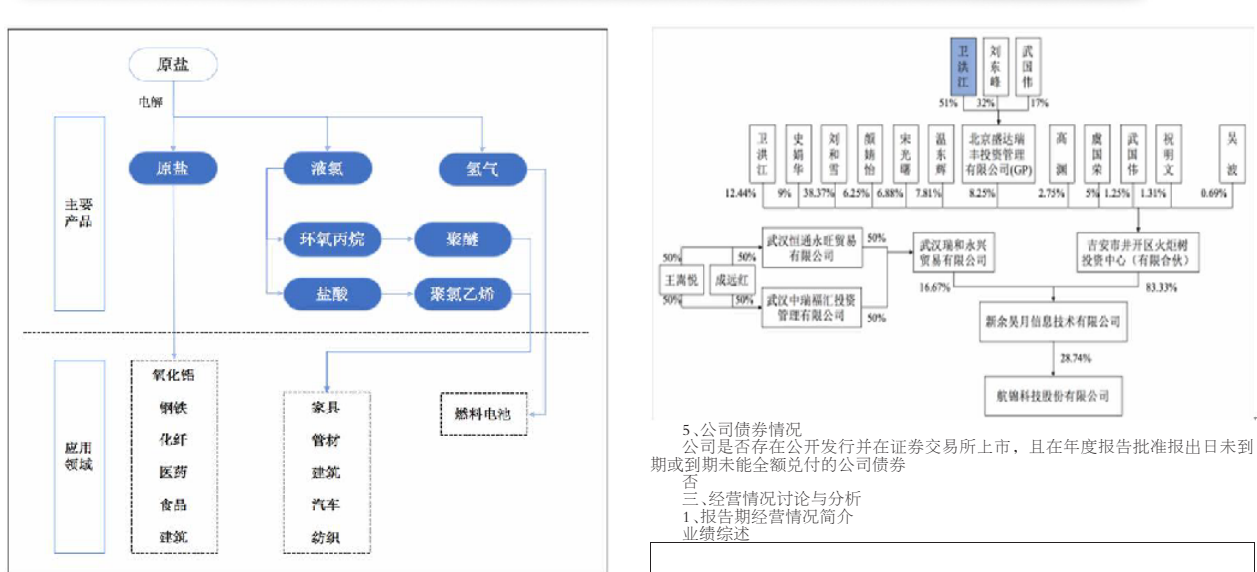 原盐
电解
主要
产品
原盐
液氯
氢气
环氧丙烷
聚醚
盐酸
聚氯乙烯
应用
领域
氧化铝
钢铁
化纤
医药
食品
建筑
家具
管材
建筑
汽车
纺织
燃料电池
卫洪江
刘东峰
武国伟
51%
32%
17%
卫洪江
史娟华
刘和雪
颜婧怡
宋光曙
温东辉
北京盛达瑞
丰投资管理
有限公司(GP)
高渊
虞国荣
武国伟
祝明文
吴波
12.44%
9%
38.37%
6.25%
6.88%
7.81%
8.25%
2.75%
5%
1.25%
1.31%
0.69%
50%
50%
王嵩悦
成远红
50%
50%
武汉恒通永旺贸易
有限公司
50%
武汉中瑞福汇投资
管理有限公司
50%
武汉瑞和永兴
贸易有限公司
吉安市井开区火炬树
投资中心（有限合伙）
16.67%
83.33%
新余昊月信息技术有限公司
28.74%
航锦科技股份有限公司
5、公司债券情况
公司是否存在公开发行并在证券交易所上市，且在年度报告批准报出日未到
期或到期未能全额兑付的公司债券
否
三、经营情况讨论与分析
1、报告期经营情况简介
业绩综述